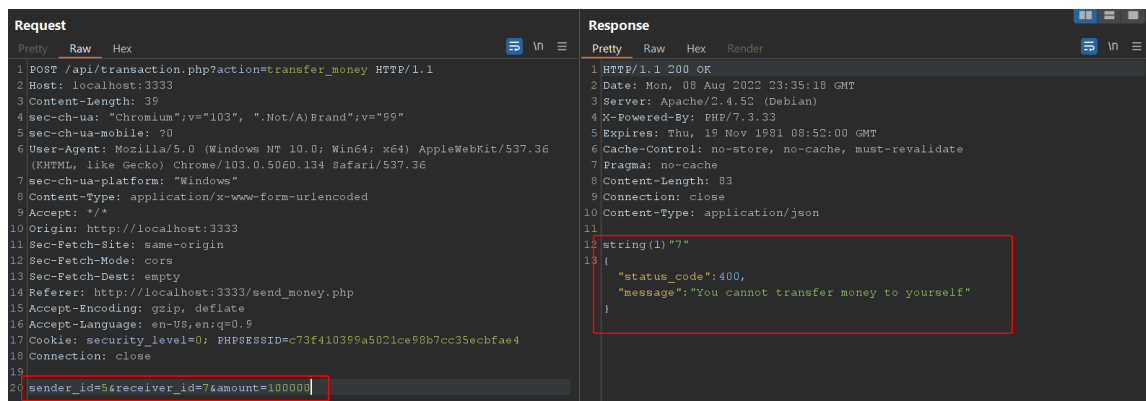 Request
Pretty Raw Hex
\n
1 POST /api/transaction.php?action=transfer_money HTTP/1.1
2 Host: localhost:3333
3 Content-Length: 39
4 sec-ch-ua: "Chromium";v="103", ".Not/A)Brand";v="99"
5 sec-ch-ua-mobile: ?0
6 User-Agent: Mozilla/5.0 (Windows NT 10.0; Win64; x64) AppleWebKit/537.36
(KHTML, like Gecko) Chrome/103.0.5060.134 Safari/537.36
7 sec-ch-ua-platform: "Windows"
8 Content-Type: application/x-www-form-urlencoded
9 Accept: */*
10 Origin: http://localhost:3333
11 Sec-Fetch-Site: same-origin
12 Sec-Fetch-Mode: cors
13 Sec-Fetch-Dest: empty
14 Referer: http://localhost:3333/send_money.php
15 Accept-Encoding: gzip, deflate
16 Accept-Language: en-US,en;q=0.9
17 Cookie: security_level=0; PHPSESSID=c73f410399a5021ce98b7cc35ecbfae4
18 Connection: close
19
20 sender_id=5&receiver_id=7&amount=100000
Response
Pretty Raw Hex Render
\n
1 HTTP/1.1 200 OK
2 Date: Mon, 08 Aug 2022 23:35:18 GMT
3 Server: Apache/2.4.52 (Debian)
4 X-Powered-By: PHP/7.3.33
5 Expires: Thu, 19 Nov 1981 08:52:00 GMT
6 Cache-Control: no-store, no-cache, must-revalidate
7 Pragma: no-cache
8 Content-Length: 83
9 Connection: close
10 Content-Type: application/json
11
12 string(1)"7"
13 {
"status_code":400,
"message":"You cannot transfer money to yourself"
}